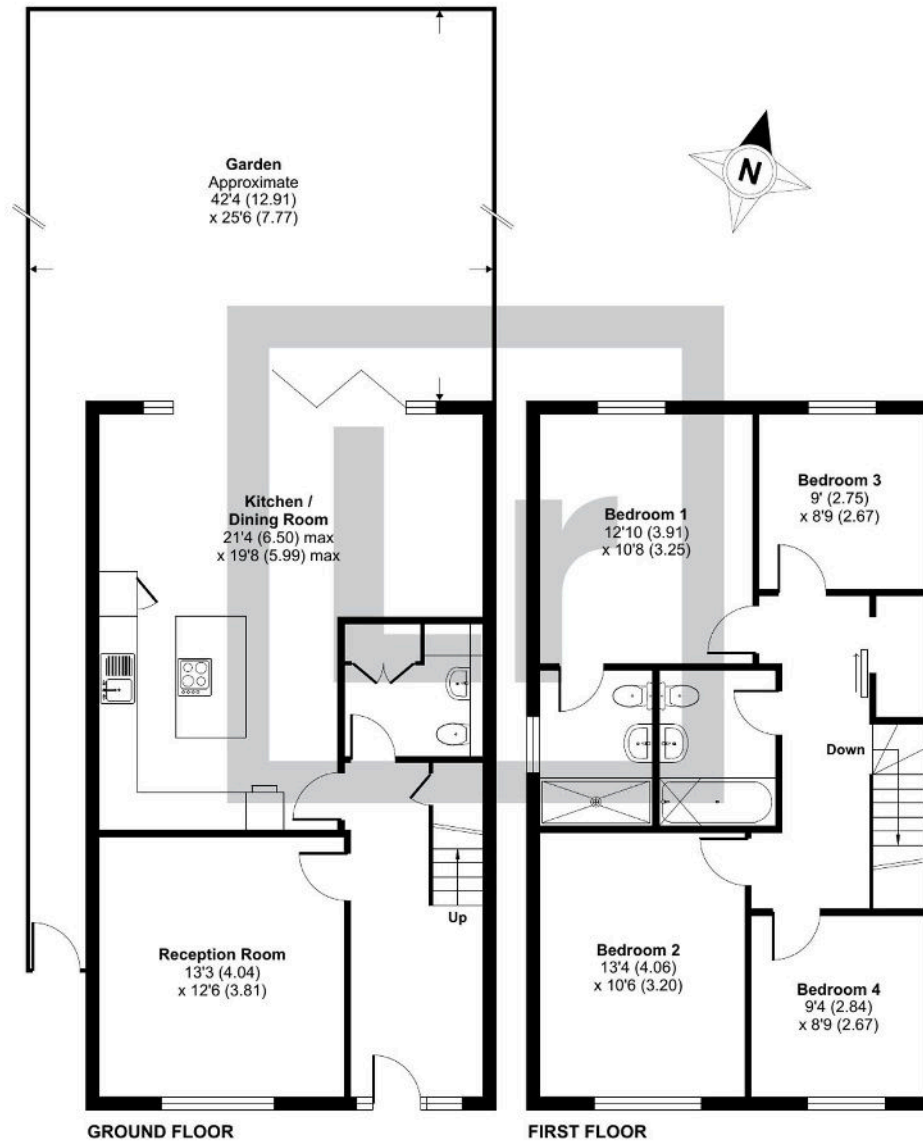 Garden
Approximate
42'4 (12.91)
x 25'6 (7.77)
N
Kitchen /
Dining Room
21'4 (6.50) max
x 19'8 (5.99) max
Up
Reception Room
13'3 (4.04)
x 12'6 (3.81)
GROUND FLOOR
Bedroom 1
12'10 (3.91)
x 10'8 (3.25)
Bedroom 3
9' (2.75)
x 8'9 (2.67)
Down
Bedroom 2
13'4 (4.06)
x 10'6 (3.20)
Bedroom 4
9'4 (2.84)
x 8'9 (2.67)
FIRST FLOOR